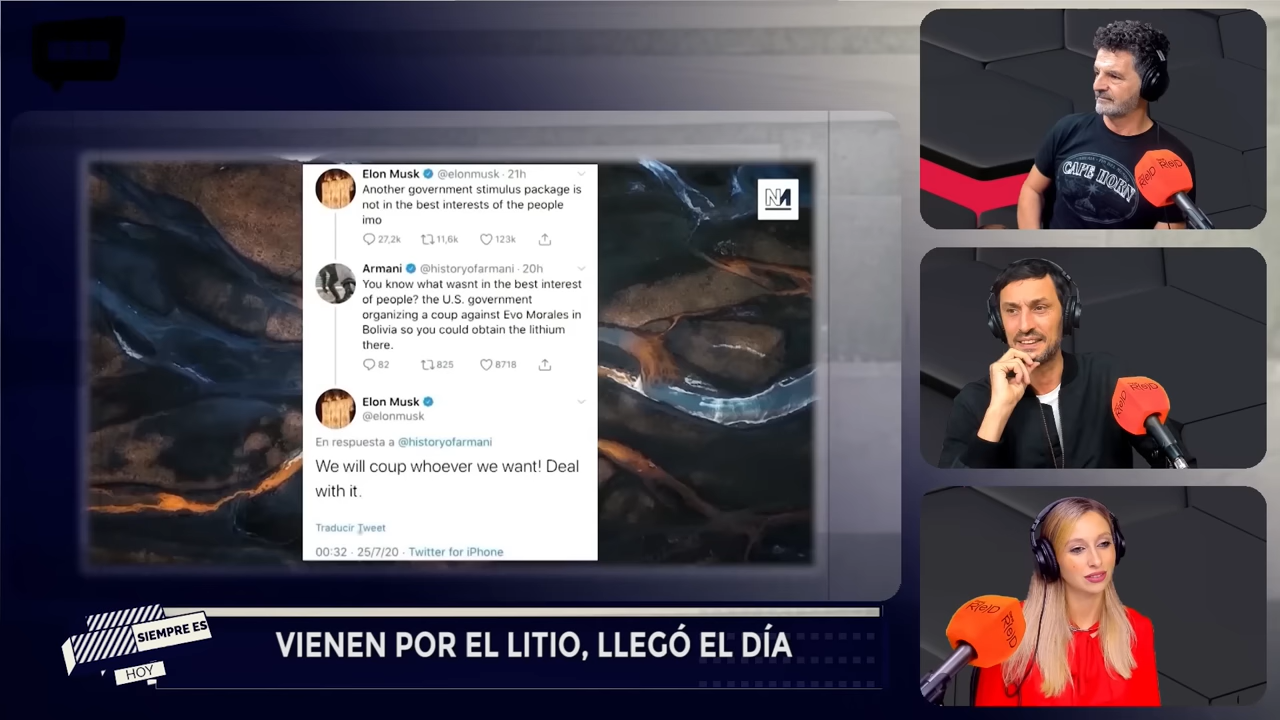 Elon Musk @elonmusk · 21h
Another government stimulus package is
not in the best interests of the people
imo
27,2k 11,6k 123k
Armani @historyofarmani · 20h
You know what wasnt in the best interest
of people? the U.S. government
organizing a coup against Evo Morales in
Bolivia so you could obtain the lithium
there.
82 825 8718
Elon Musk
@elonmusk
En respuesta a @historyofarmani
We will coup whoever we want! Deal
with it.
Traducir Tweet
00:32 · 25/7/20 · Twitter for iPhone
NM
CAPE HORN
SIEMPRE ES
HOY
VIENEN POR EL LITIO, LLEGÓ EL DÍA